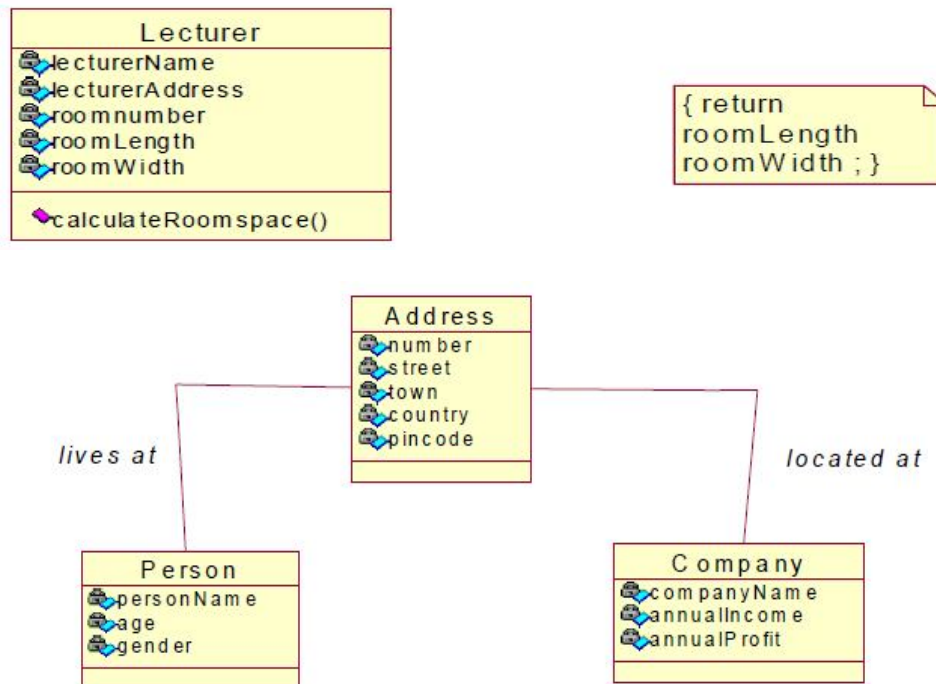 Lecturer
lecturerName
lecturerAddress
roomnumber
roomLength
roomWidth
calculateRoomspace()
{ return
roomLength
roomWidth ; }
Address
number
street
town
country
pincode
lives at
located at
Person
personName
age
gender
Company
companyName
annualIncome
annualProfit